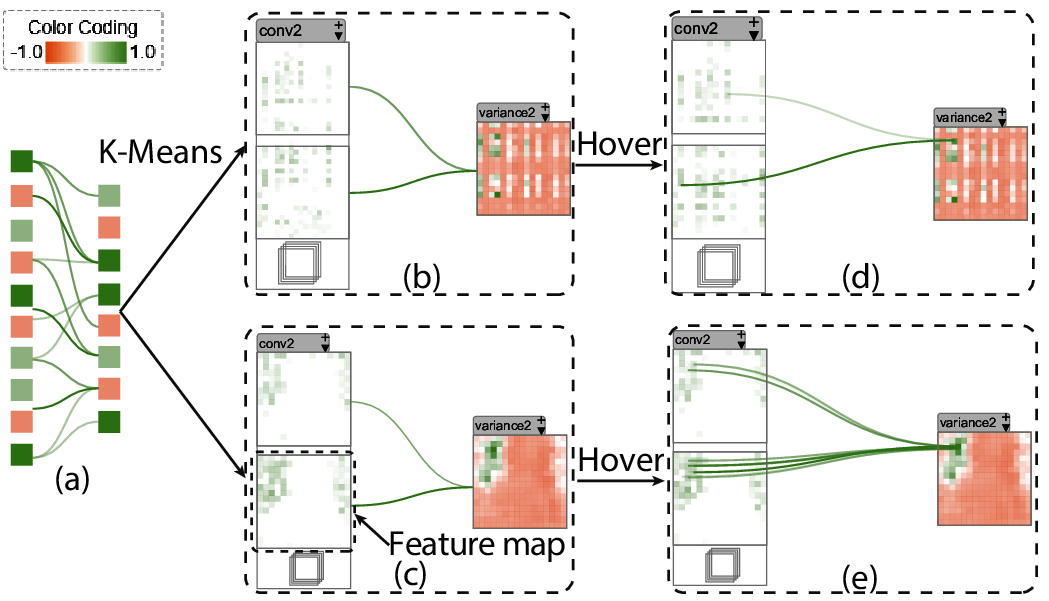 Color Coding
-1.0 1.0
K-Means
(a)
conv2 +
variance2 +
(b)
Hover
conv2 +
variance2 +
(d)
conv2 +
variance2 +
Feature map
(c)
Hover
conv2 +
variance2 +
(e)